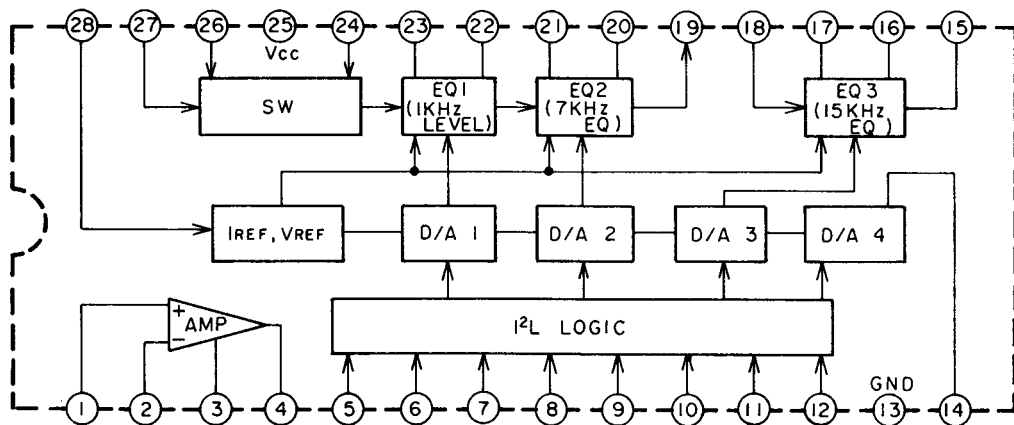 28 27 26 25 24 23 22 21 20 19 18 17 16 15
Vcc
SW
EQ1
(1KHz
LEVEL)
EQ2
(7KHz
EQ)
EQ3
(15KHz
EQ)
IREF, VREF
D/A 1
D/A 2
D/A 3
D/A 4
+
AMP
−
I²L LOGIC
GND
1 2 3 4 5 6 7 8 9 10 11 12 13 14